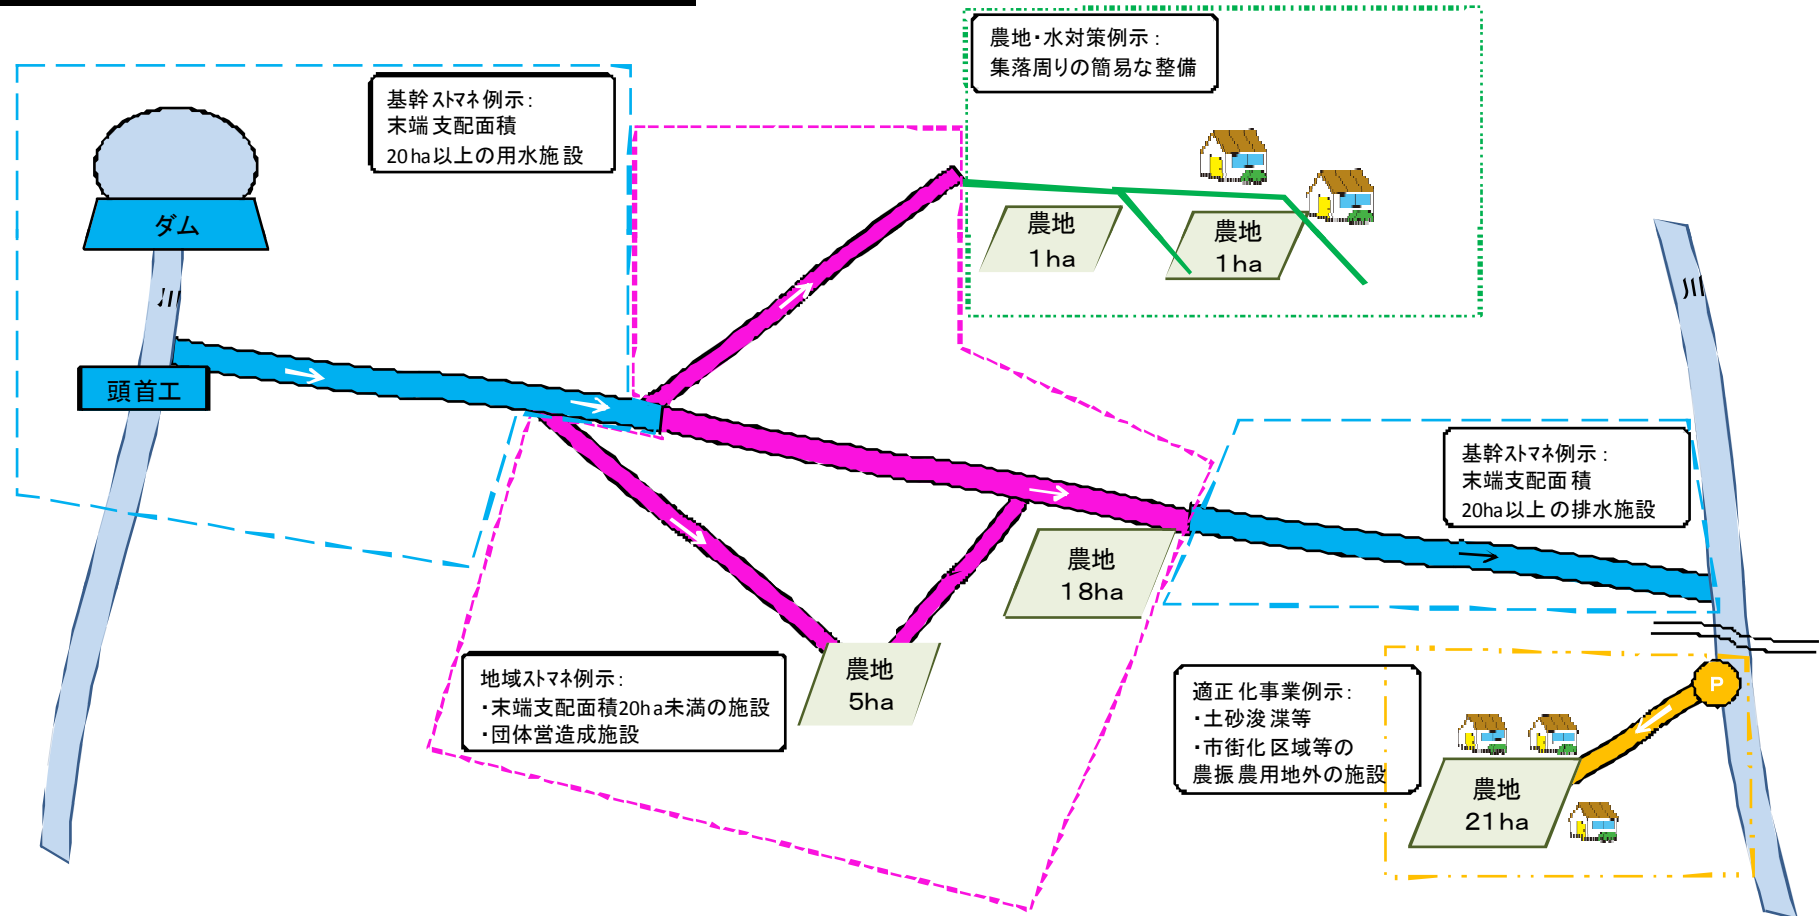 農地・水対策例示：
集落周りの簡易な整備
基幹ストマネ例示：
末端支配面積
20ha以上の用水施設
ダム
川
頭首工
農地
1ha
農地
1ha
川
基幹ストマネ例示：
末端支配面積
20ha以上の排水施設
農地
18ha
農地
5ha
地域ストマネ例示：
・末端支配面積20ha未満の施設
・団体営造成施設
適正化事業例示：
・土砂浚渫等
・市街化区域等の
農振農用地外の施設
P
農地
21ha